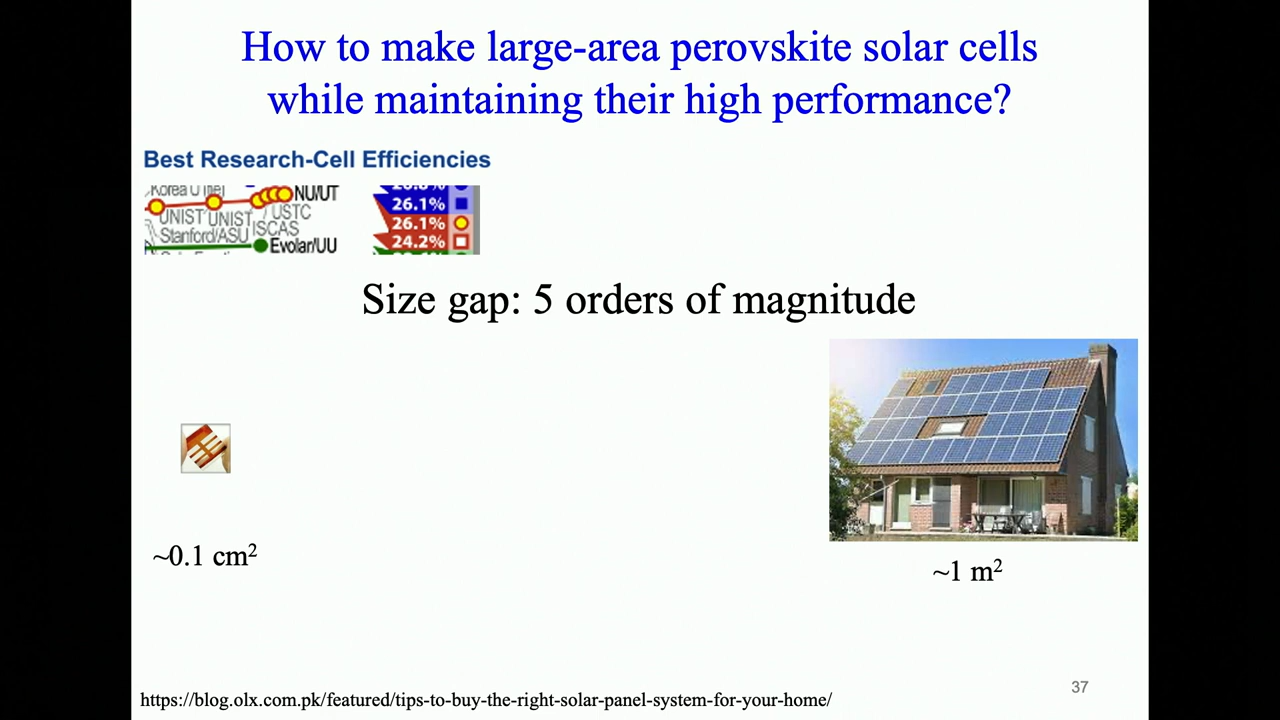 How to make large-area perovskite solar cells
while maintaining their high performance?
Best Research-Cell Efficiencies
NU/UT
26.1%
UNIST UNIST USTC
26.1%
Stanford/ASU ISCAS
24.2%
Evolar/UU
Size gap: 5 orders of magnitude
~0.1 cm²
~1 m²
37
https://blog.olx.com.pk/featured/tips-to-buy-the-right-solar-panel-system-for-your-home/